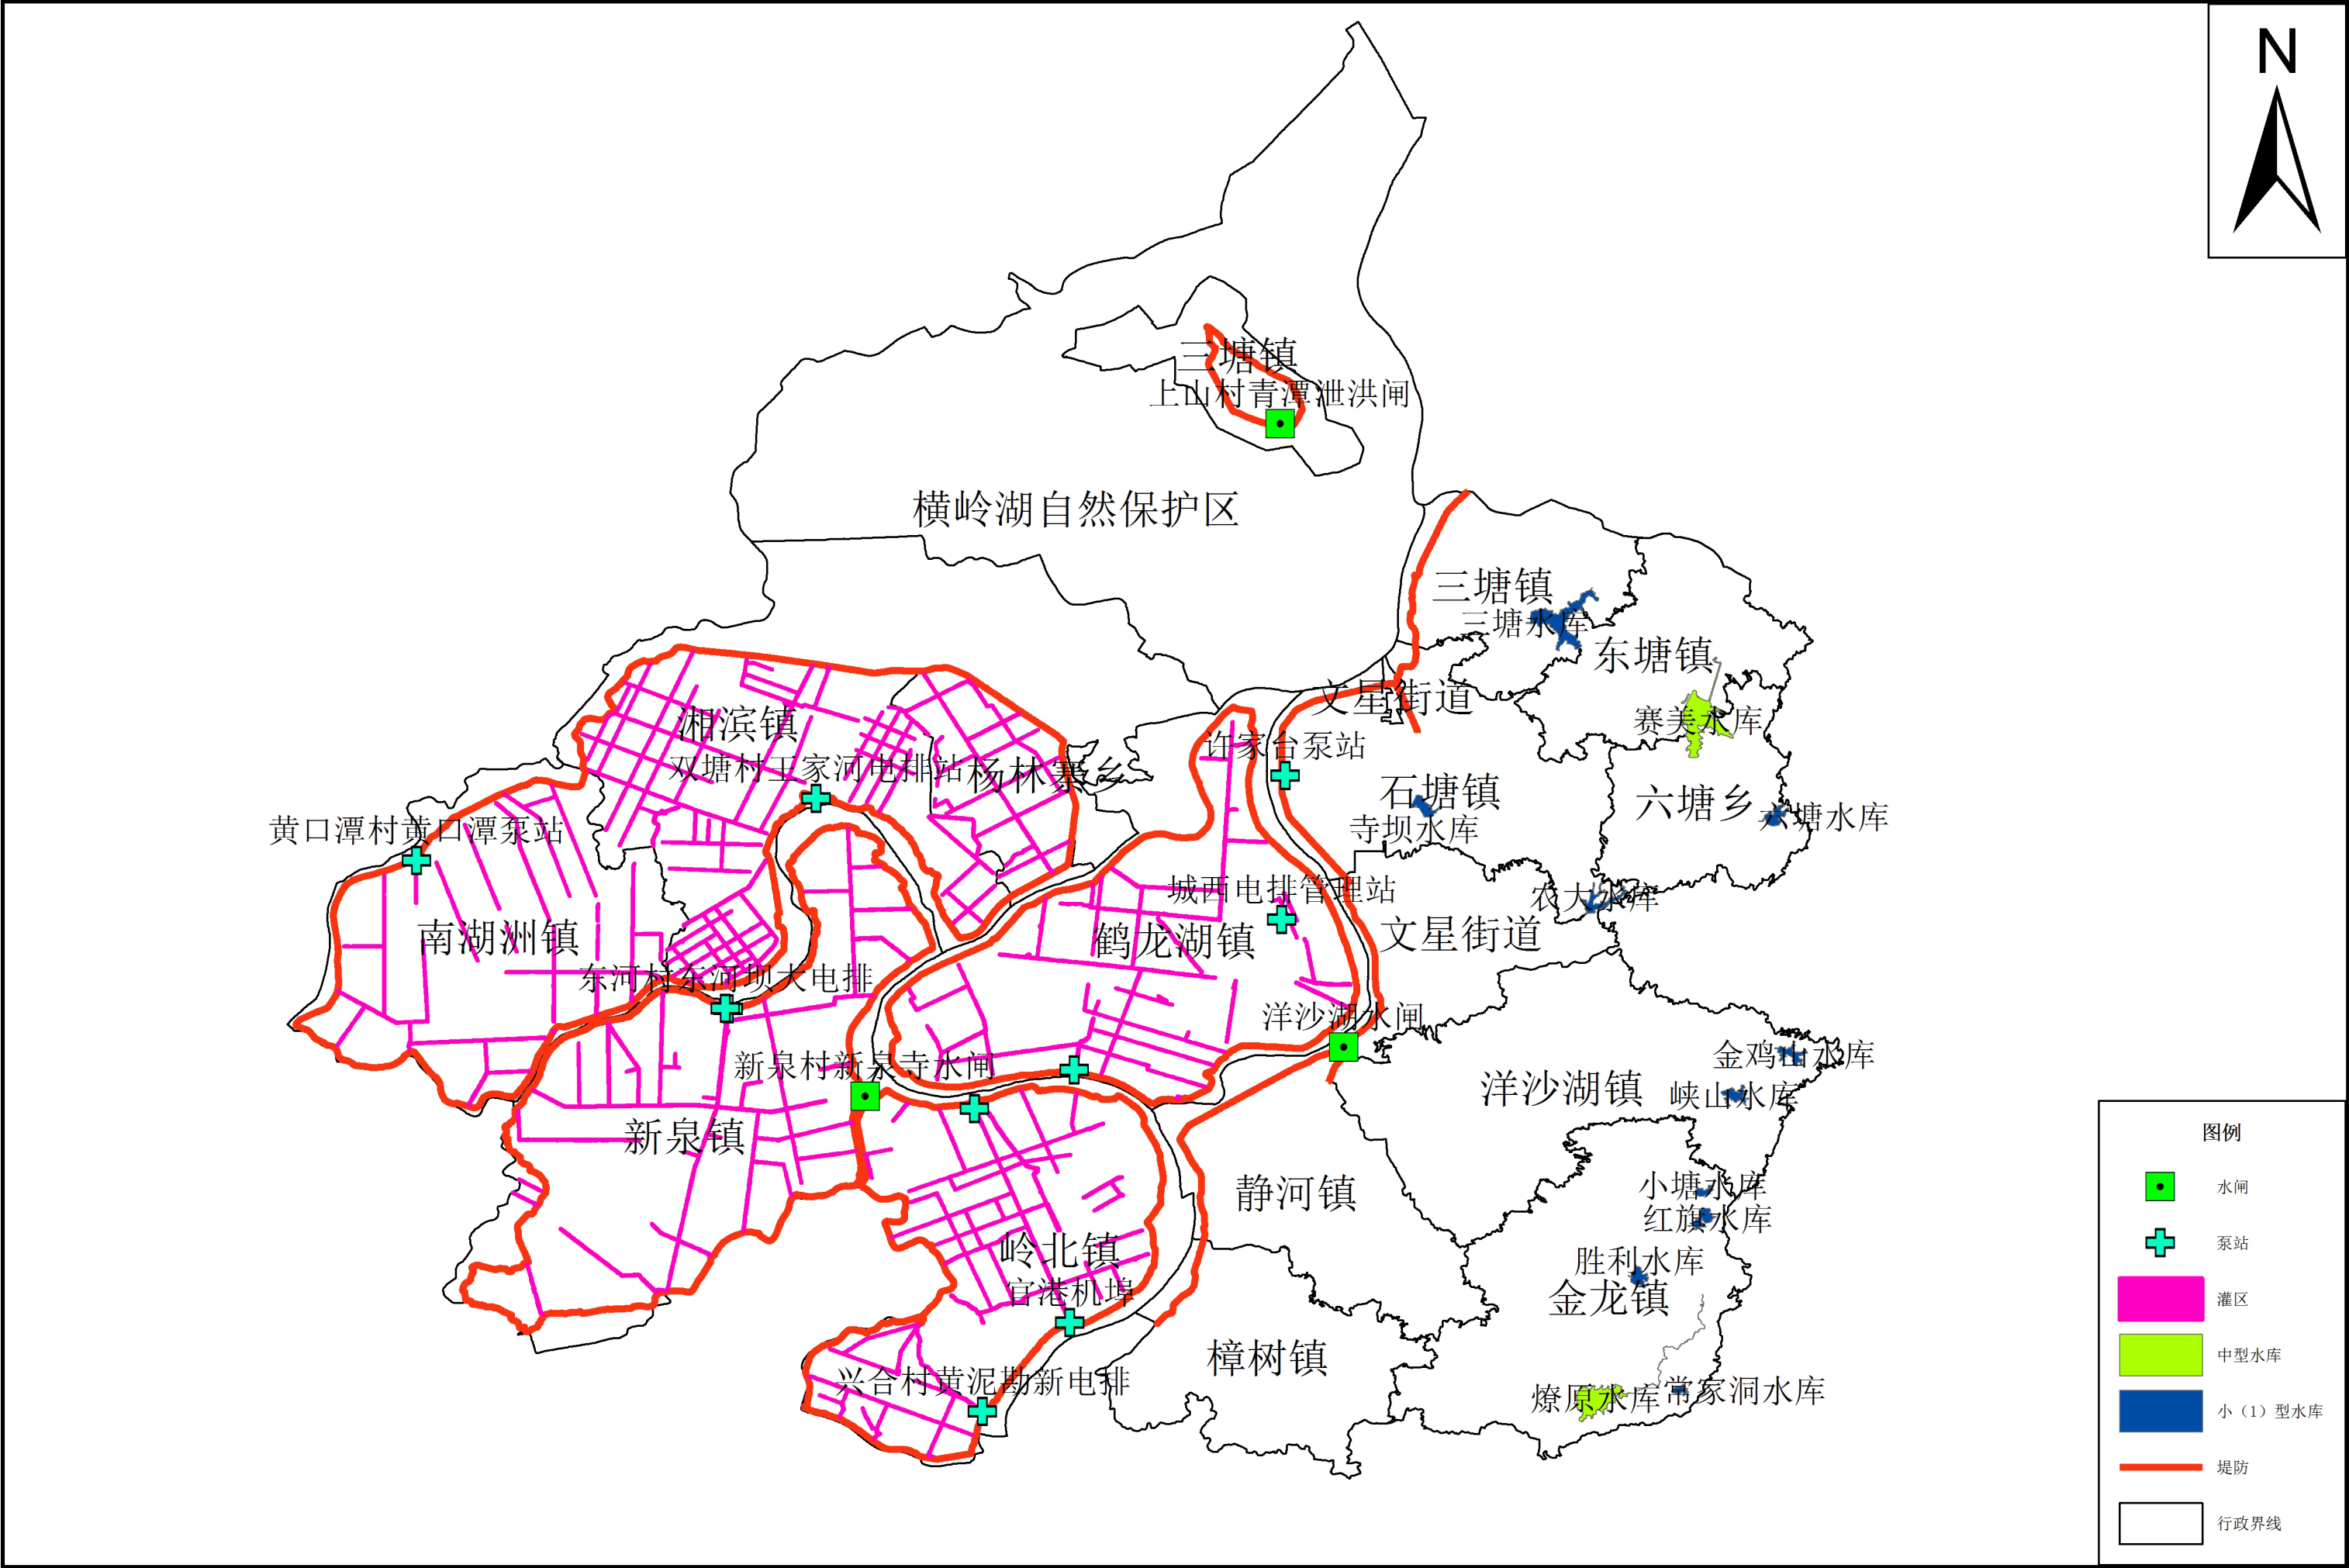 N
三塘镇
上山村青潭泄洪闸
横岭湖自然保护区
三塘镇
三塘水库
东塘镇
文星街道
赛美水库
湘滨镇
许家台泵站
双塘村王家河电排站
杨林寨乡
石塘镇
六塘乡
六塘水库
寺坝水库
黄口潭村黄口潭泵站
城西电排管理站
农大水库
南湖洲镇
鹤龙湖镇
文星街道
东河村东河坝大电排
洋沙湖水闸
新泉村新泉寺水闸
金鸡山水库
洋沙湖镇
峡山水库
新泉镇
静河镇
小塘水库
红旗水库
岭北镇
胜利水库
官港机埠
金龙镇
樟树镇
兴合村黄泥勘新电排
燎原水库
常家洞水库
图例
水闸
泵站
灌区
中型水库
小（1）型水库
堤防
行政界线